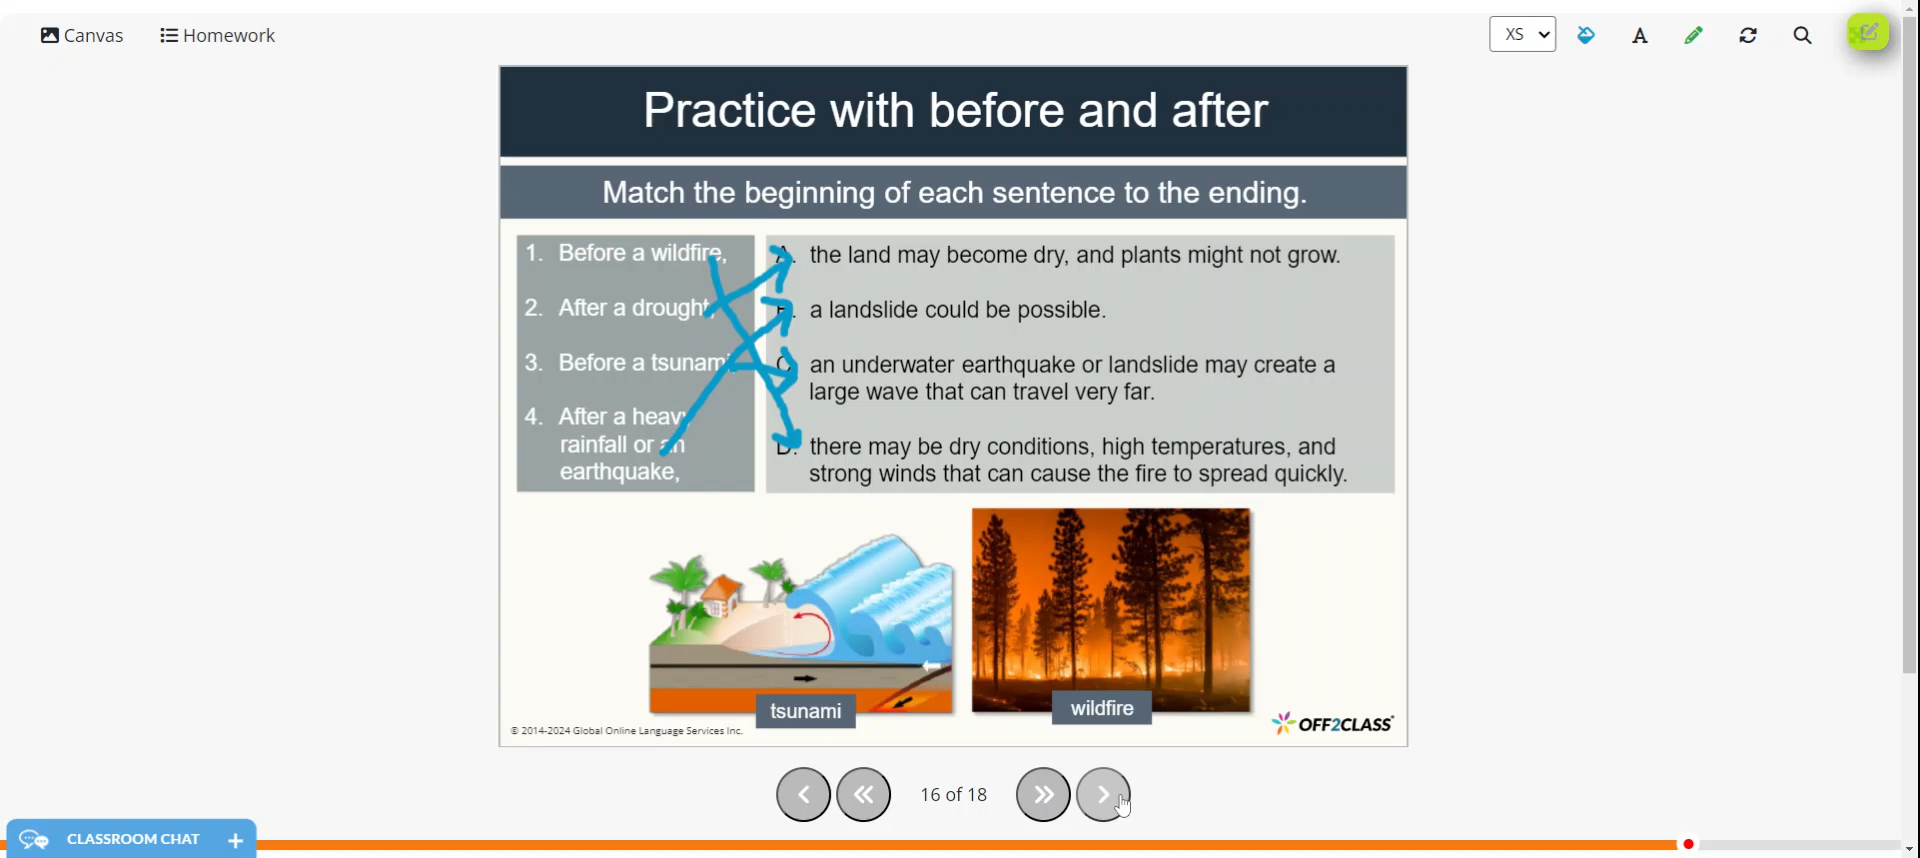 Canvas
Homework
XS
Practice with before and after
Match the beginning of each sentence to the ending.
1. Before a wildfire,
2. After a drought,
3. Before a tsunami,
4. After a heavy
rainfall or an
earthquake,
A. the land may become dry, and plants might not grow.
B. a landslide could be possible.
C. an underwater earthquake or landslide may create a
large wave that can travel very far.
D. there may be dry conditions, high temperatures, and
strong winds that can cause the fire to spread quickly.
tsunami
wildfire
© 2014-2024 Global Online Language Services Inc.
OFF2CLASS
16 of 18
CLASSROOM CHAT +